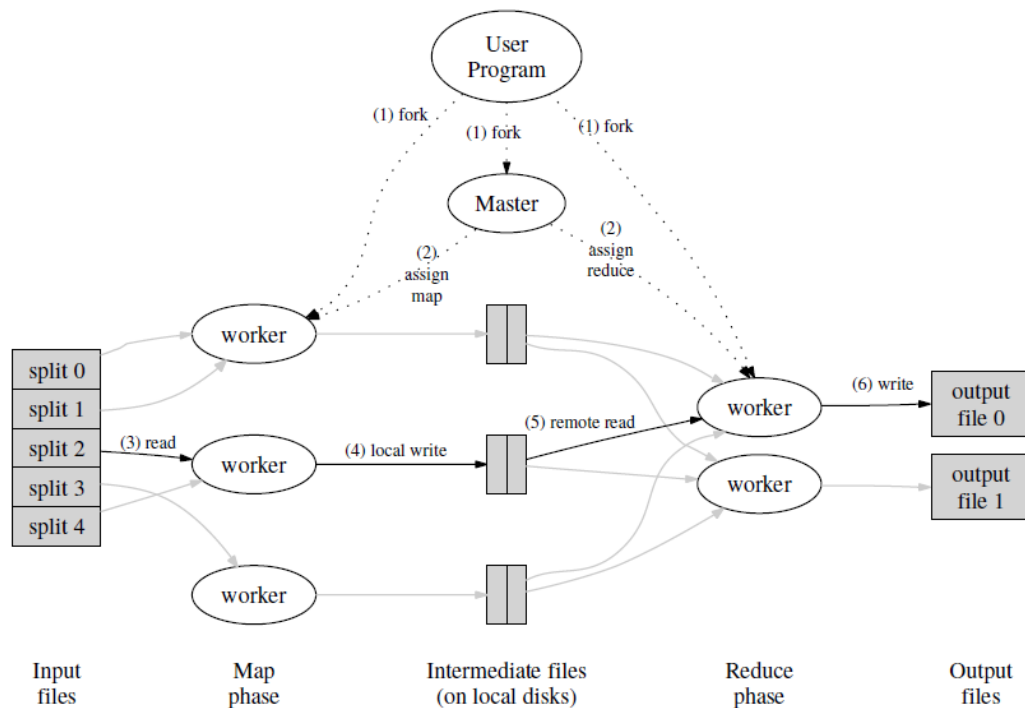 User
Program
(1) fork
(1) fork
(1) fork
Master
(2)
assign
map
(2)
assign
reduce
worker
split 0
split 1
split 2
split 3
split 4
(3) read
worker
(4) local write
(5) remote read
worker
(6) write
output
file 0
worker
output
file 1
worker
Input
files
Map
phase
Intermediate files
(on local disks)
Reduce
phase
Output
files